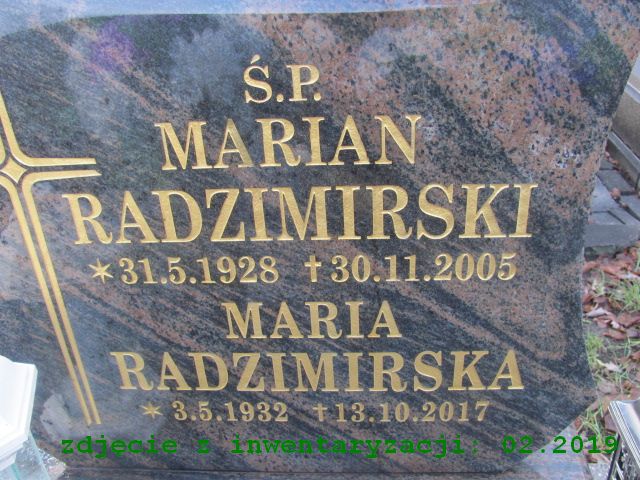 Ś.P.
MARIAN
RADZIMIRSKI
✶31.5.1928 ✝30.11.2005
MARIA
RADZIMIRSKA
✶3.5.1932 ✝13.10.2017
zdjęcie z inwentaryzacji: 02.2019